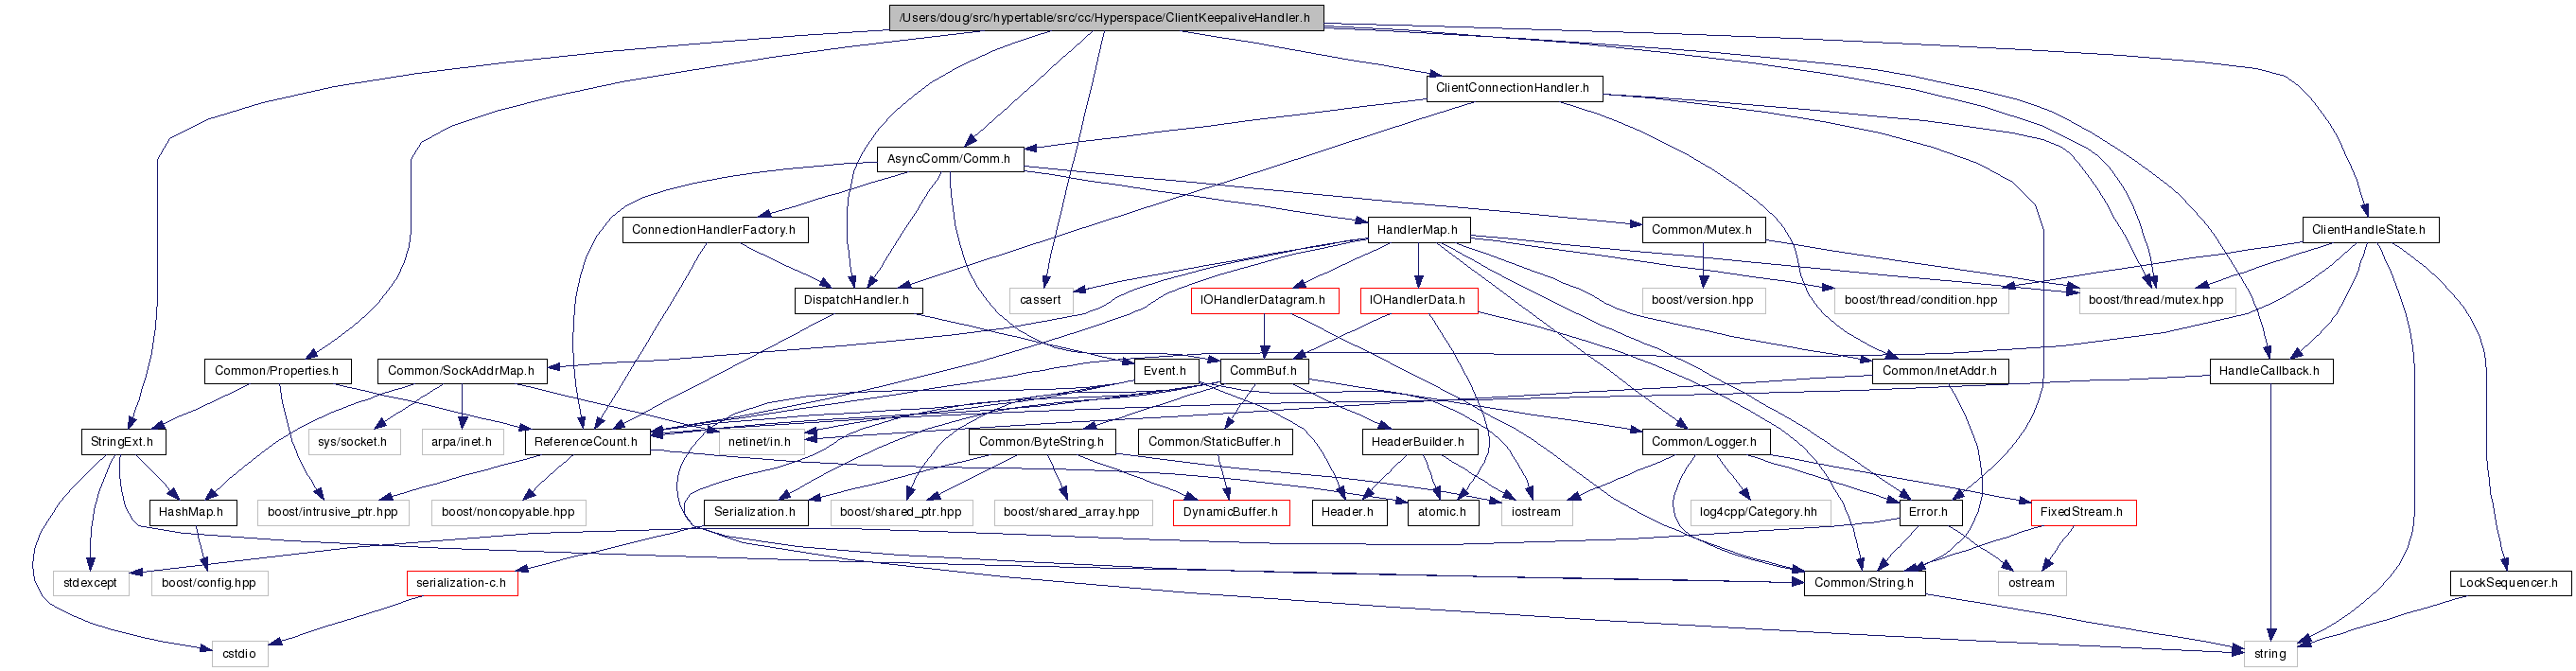 /Users/doug/src/hypertable/src/cc/Hyperspace/ClientKeepaliveHandler.h
ClientConnectionHandler.h
AsyncComm/Comm.h
ConnectionHandlerFactory.h
HandlerMap.h
Common/Mutex.h
ClientHandleState.h
DispatchHandler.h
cassert
IOHandlerDatagram.h
IOHandlerData.h
boost/version.hpp
boost/thread/condition.hpp
boost/thread/mutex.hpp
Common/Properties.h
Common/SockAddrMap.h
Event.h
CommBuf.h
Common/InetAddr.h
HandleCallback.h
StringExt.h
sys/socket.h
arpa/inet.h
ReferenceCount.h
netinet/in.h
Common/ByteString.h
Common/StaticBuffer.h
HeaderBuilder.h
Common/Logger.h
HashMap.h
boost/intrusive_ptr.hpp
boost/noncopyable.hpp
Serialization.h
boost/shared_ptr.hpp
boost/shared_array.hpp
DynamicBuffer.h
Header.h
atomic.h
iostream
log4cpp/Category.hh
Error.h
FixedStream.h
stdexcept
boost/config.hpp
serialization-c.h
Common/String.h
ostream
LockSequencer.h
cstdio
string